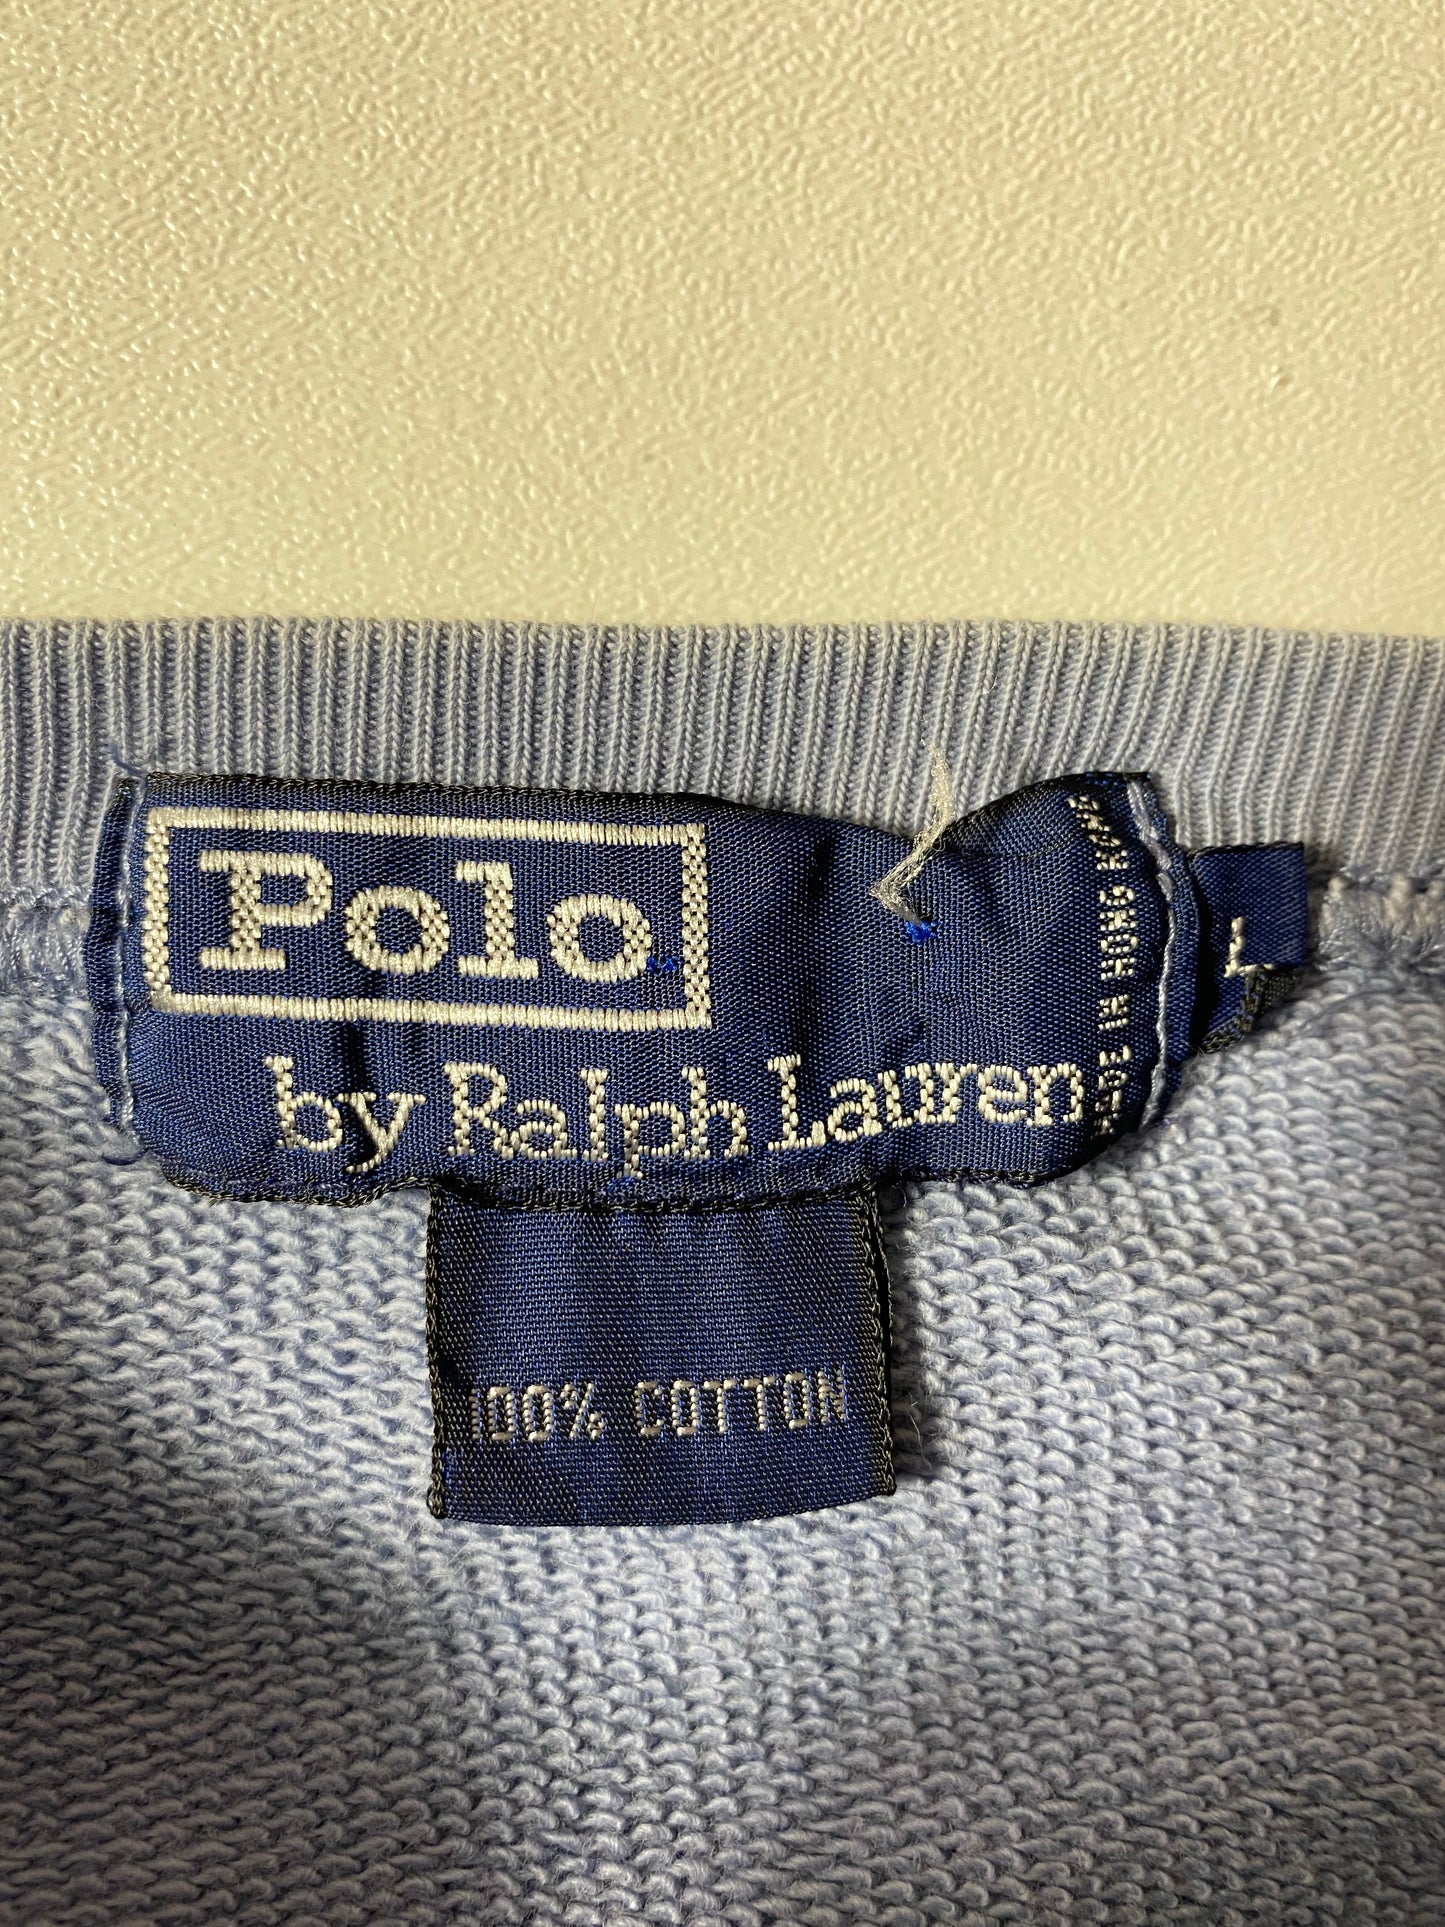 Polo
by Ralph Lauren
MADE IN HONG KONG
L
100% COTTON